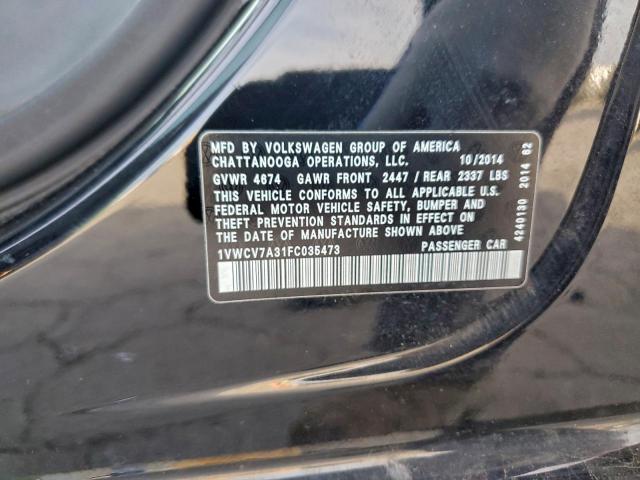 MFD BY VOLKSWAGEN GROUP OF AMERICA
CHATTANOOGA OPERATIONS, LLC. 10/2014
GVWR 4674 GAWR FRONT 2447 / REAR 2337 LBS
THIS VEHICLE CONFORMS TO ALL APPLICABLE U.S.
FEDERAL MOTOR VEHICLE SAFETY, BUMPER AND
THEFT PREVENTION STANDARDS IN EFFECT ON
THE DATE OF MANUFACTURE SHOWN ABOVE.
1VWCV7A31FC035473 PASSENGER CAR
4240130 2014 62